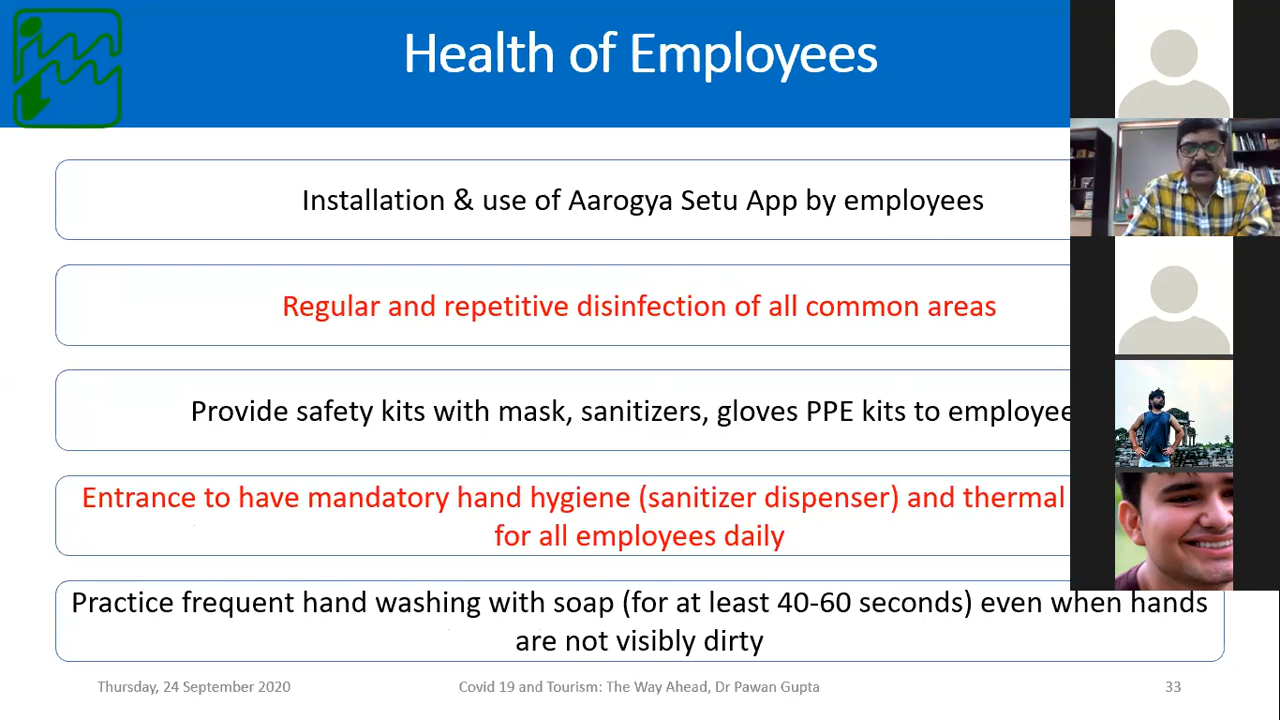 Health of Employees
Installation & use of Aarogya Setu App by employees
Regular and repetitive disinfection of all common areas
Provide safety kits with mask, sanitizers, gloves PPE kits to
Entrance to have mandatory hand hygiene (sanitizer dispenser) and thermal
for all employees daily
Practice frequent hand washing with soap (for at least 40-60 seconds) even when hands
are not visibly dirty
Thursday, 24 September 2020
Covid 19 and Tourism: The Way Ahead, Dr Pawan Gupta
33